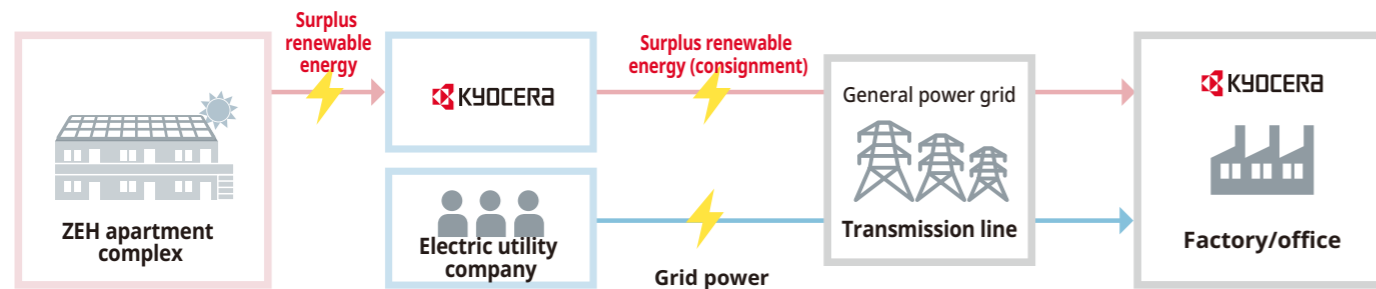 Surplus
renewable
energy
Surplus renewable
energy (consignment)
KYOCERA
General power grid
KYOCERA
ZEH apartment
complex
Electric utility
company
Grid power
Transmission line
Factory/office